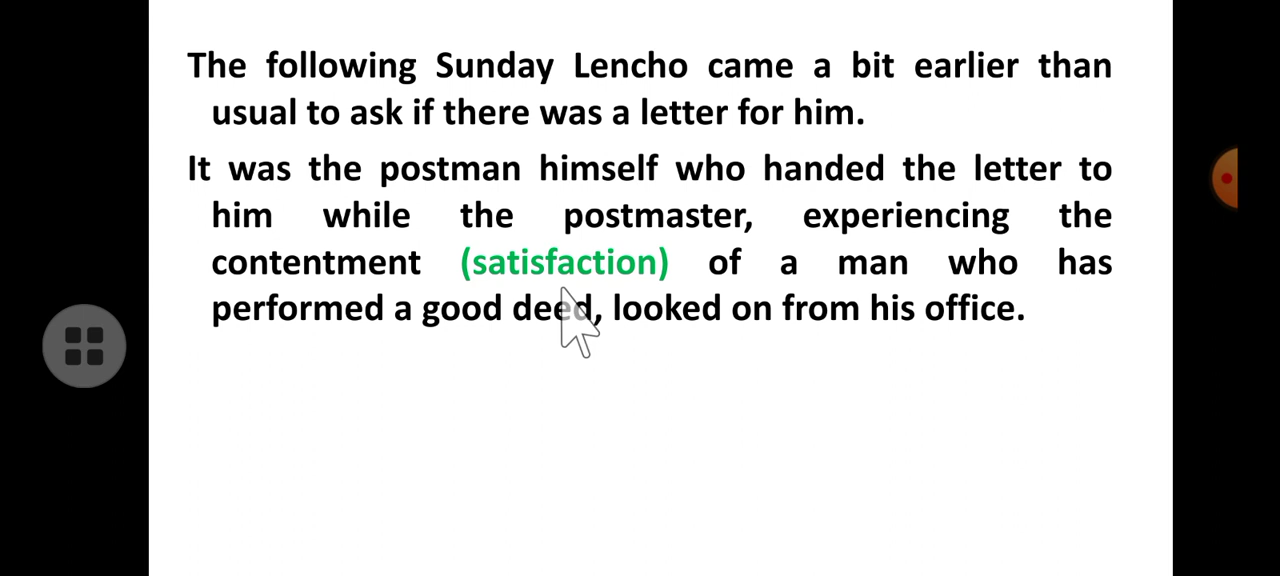 The following Sunday Lencho came a bit earlier than
usual to ask if there was a letter for him.
It was the postman himself who handed the letter to
him while the postmaster, experiencing the
contentment (satisfaction) of a man who has
performed a good deed, looked on from his office.